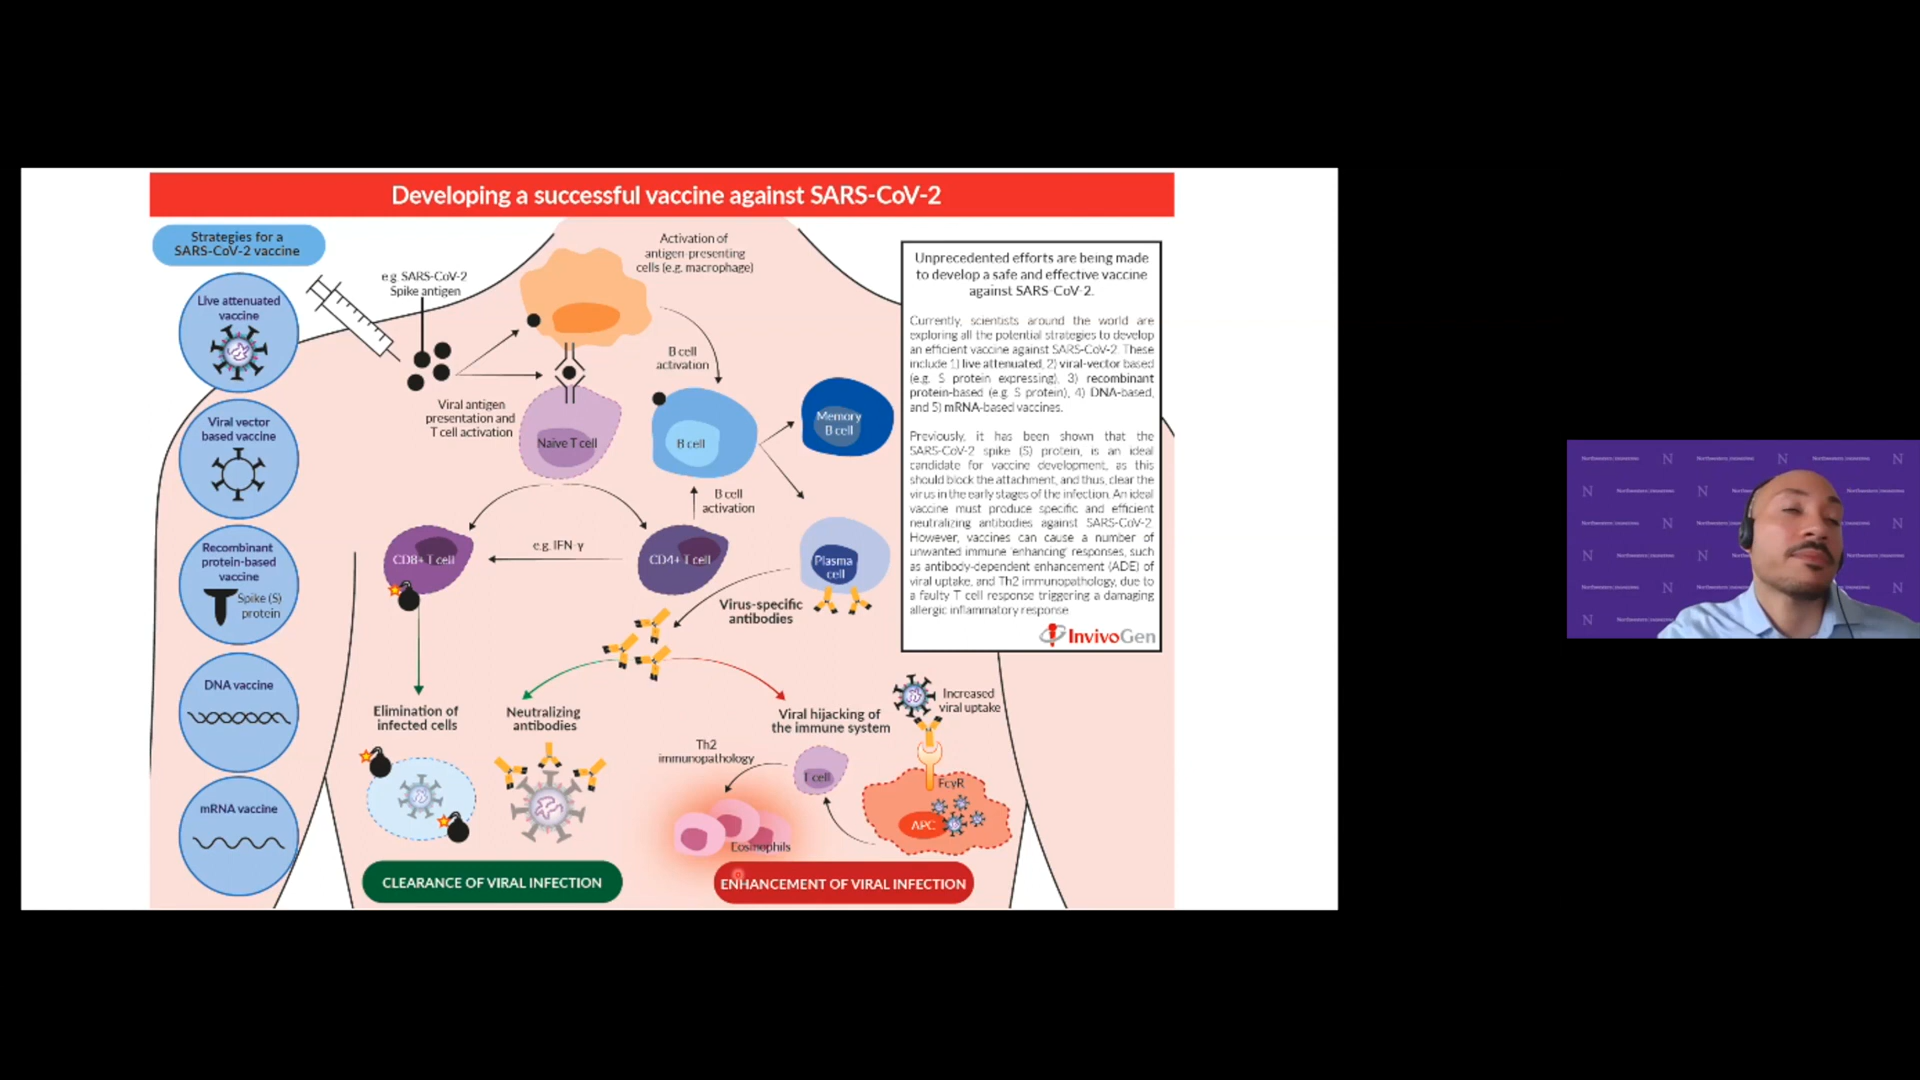 Developing a successful vaccine against SARS-CoV-2
Strategies for a
SARS-CoV-2 vaccine
Live attenuated
vaccine
Viral vector
based vaccine
Recombinant
protein-based
vaccine
Spike (S)
protein
DNA vaccine
mRNA vaccine
e.g. SARS-CoV-2
Spike antigen
Activation of
antigen-presenting
cells (e.g. macrophage)
B cell
activation
Viral antigen
presentation and
T cell activation
Naive T cell
B cell
Memory
B cell
B cell
activation
CD8+ T cell
e.g. IFN-γ
CD4+ T cell
Plasma
cell
Virus-specific
antibodies
Elimination of
infected cells
Neutralizing
antibodies
Viral hijacking of
the immune system
Increased
viral uptake
Th2
immunopathology
T cell
FcγR
APC
Eosinophils
CLEARANCE OF VIRAL INFECTION
ENHANCEMENT OF VIRAL INFECTION
Unprecedented efforts are being made
to develop a safe and effective vaccine
against SARS-CoV-2.
Currently, scientists around the world are
exploring all the potential strategies to develop
an efficient vaccine against SARS-CoV-2. These
include 1) live attenuated, 2) viral-vector based
(e.g. S protein expressing), 3) recombinant
protein-based (e.g. S protein), 4) DNA-based,
and 5) mRNA-based vaccines.
Previously, it has been shown that the
SARS-CoV-2 spike (S) protein, is an ideal
candidate for vaccine development, as this
should block the attachment, and thus, clear the
virus in the early stages of the infection. An ideal
vaccine must produce specific and efficient
neutralizing antibodies against SARS-CoV-2.
However, vaccines can cause a number of
unwanted immune 'enhancing' responses, such
as antibody-dependent enhancement (ADE) of
viral uptake, and Th2 immunopathology, due to
a faulty T cell response triggering a damaging
allergic inflammatory response.
InvivoGen